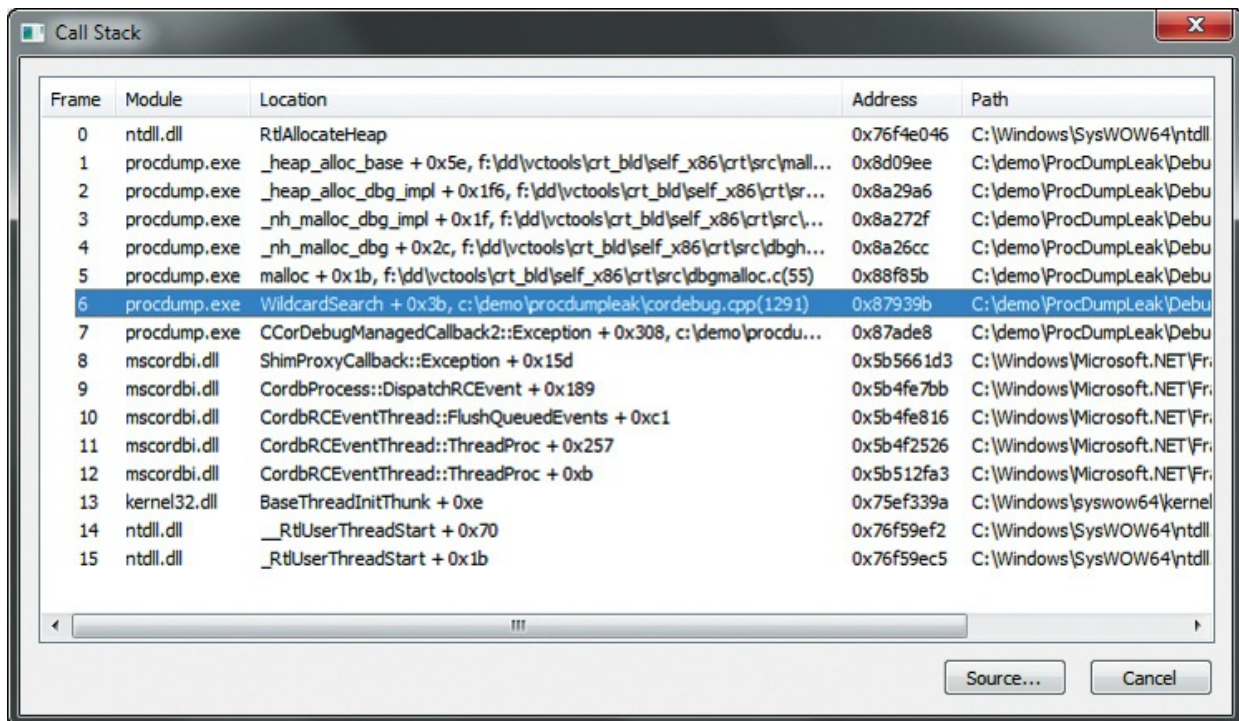 Call Stack
Frame Module Location Address Path
0 ntdll.dll RtlAllocateHeap 0x76f4e046 C:\Windows\SysWOW64\ntdll
1 procdump.exe _heap_alloc_base + 0x5e, f:\dd\vctools\crt_bld\self_x86\crt\src\mall... 0x8d09ee C:\demo\ProcDumpLeak\Debu
2 procdump.exe _heap_alloc_dbg_impl + 0x1f6, f:\dd\vctools\crt_bld\self_x86\crt\sr... 0x8a29a6 C:\demo\ProcDumpLeak\Debu
3 procdump.exe _nh_malloc_dbg_impl + 0x1f, f:\dd\vctools\crt_bld\self_x86\crt\src\... 0x8a272f C:\demo\ProcDumpLeak\Debu
4 procdump.exe _nh_malloc_dbg + 0x2c, f:\dd\vctools\crt_bld\self_x86\crt\src\dbgh... 0x8a26cc C:\demo\ProcDumpLeak\Debu
5 procdump.exe malloc + 0x1b, f:\dd\vctools\crt_bld\self_x86\crt\src\dbgmalloc.c(55) 0x88f85b C:\demo\ProcDumpLeak\Debu
6 procdump.exe WildcardSearch + 0x3b, c:\demo\procdumpleak\cordebug.cpp(1291) 0x87939b C:\demo\ProcDumpLeak\Debu
7 procdump.exe CCorDebugManagedCallback2::Exception + 0x308, c:\demo\procdu... 0x87ade8 C:\demo\ProcDumpLeak\Debu
8 mscordbi.dll ShimProxyCallback::Exception + 0x15d 0x5b5661d3 C:\Windows\Microsoft.NET\Fra
9 mscordbi.dll CordbProcess::DispatchRCEvent + 0x189 0x5b4fe7bb C:\Windows\Microsoft.NET\Fra
10 mscordbi.dll CordbRCEventThread::FlushQueuedEvents + 0xc1 0x5b4fe816 C:\Windows\Microsoft.NET\Fra
11 mscordbi.dll CordbRCEventThread::ThreadProc + 0x257 0x5b4f2526 C:\Windows\Microsoft.NET\Fra
12 mscordbi.dll CordbRCEventThread::ThreadProc + 0xb 0x5b512fa3 C:\Windows\Microsoft.NET\Fra
13 kernel32.dll BaseThreadInitThunk + 0xe 0x75ef339a C:\Windows\syswow64\kernel
14 ntdll.dll __RtlUserThreadStart + 0x70 0x76f59ef2 C:\Windows\SysWOW64\ntdll
15 ntdll.dll _RtlUserThreadStart + 0x1b 0x76f59ec5 C:\Windows\SysWOW64\ntdll
Source... Cancel